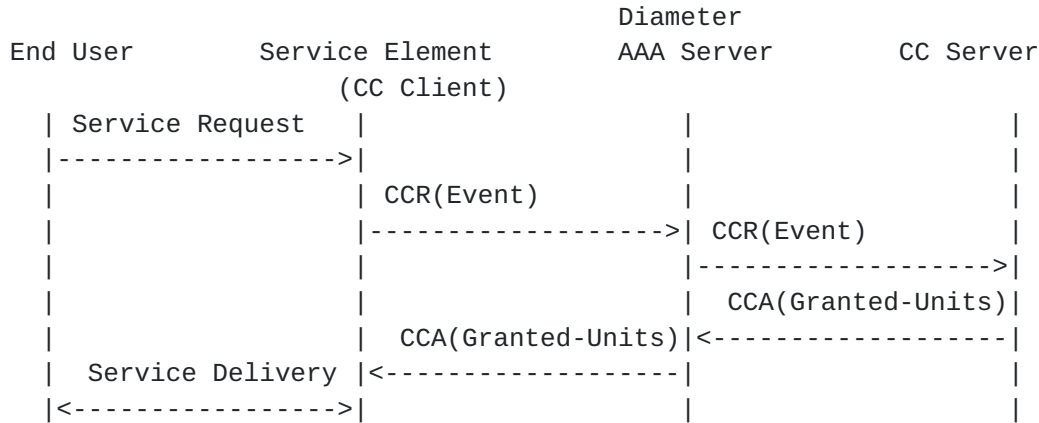 Diameter
End User Service Element AAA Server CC Server
(CC Client)
Service Request
CCR(Event)
CCR(Event)
CCA(Granted-Units)
CCA(Granted-Units)
Service Delivery